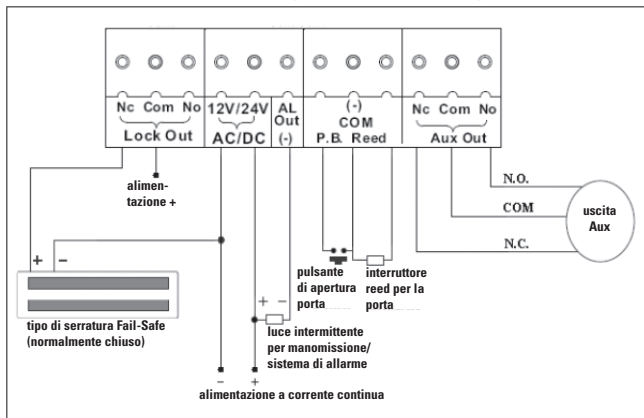 Nc Com No
12V/24V
AL
Out
(-)
(-)
COM
P.B. Reed
Nc Com No
Lock Out
AC/DC
Aux Out
alimen-
tazione +
N.O.
COM
N.C.
uscita
Aux
+ −
tipo di serratura Fail-Safe
(normalmente chiuso)
pulsante
di apertura
porta
interruttore
reed per la
porta
+ −
luce intermittente
per manomissione/
sistema di allarme
− +
alimentazione a corrente continua